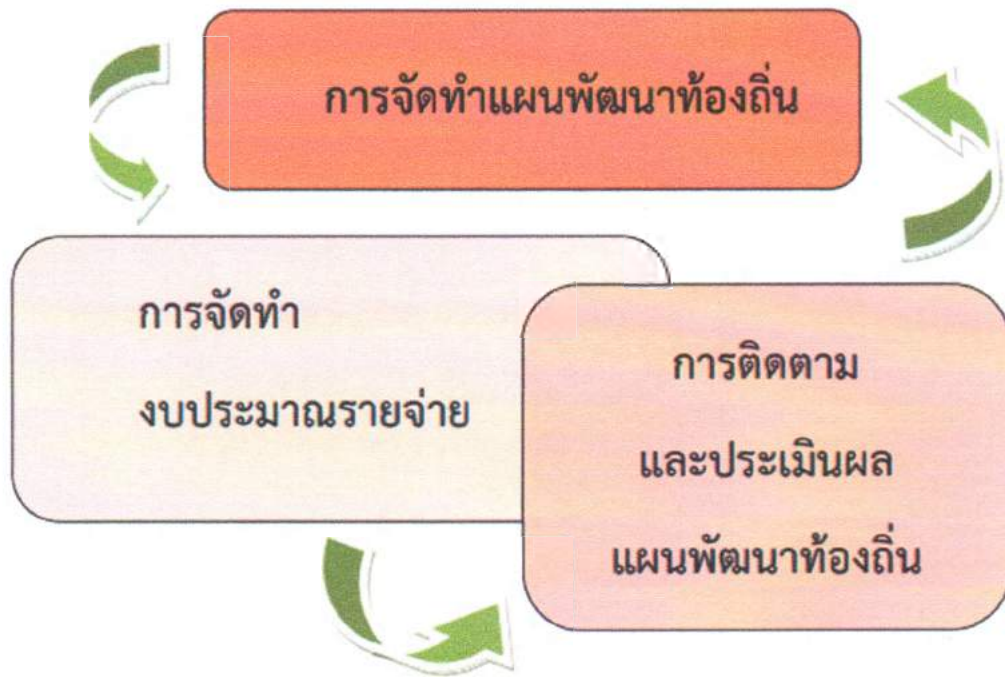 การจัดทำแผนพัฒนาท้องถิ่น
การจัดทำ
งบประมาณรายจ่าย
การติดตาม
และประเมินผล
แผนพัฒนาท้องถิ่น